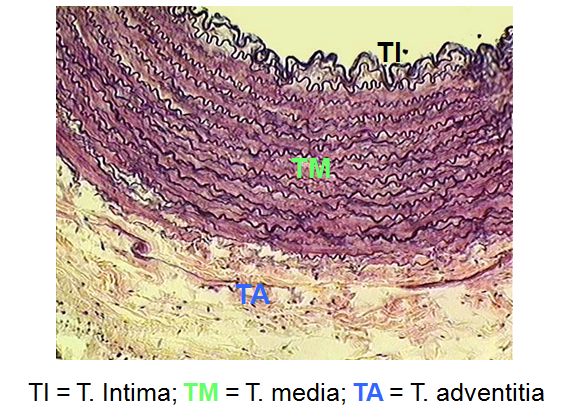 TI
TM
TA
TI = T. Intima; TM = T. media; TA = T. adventitia